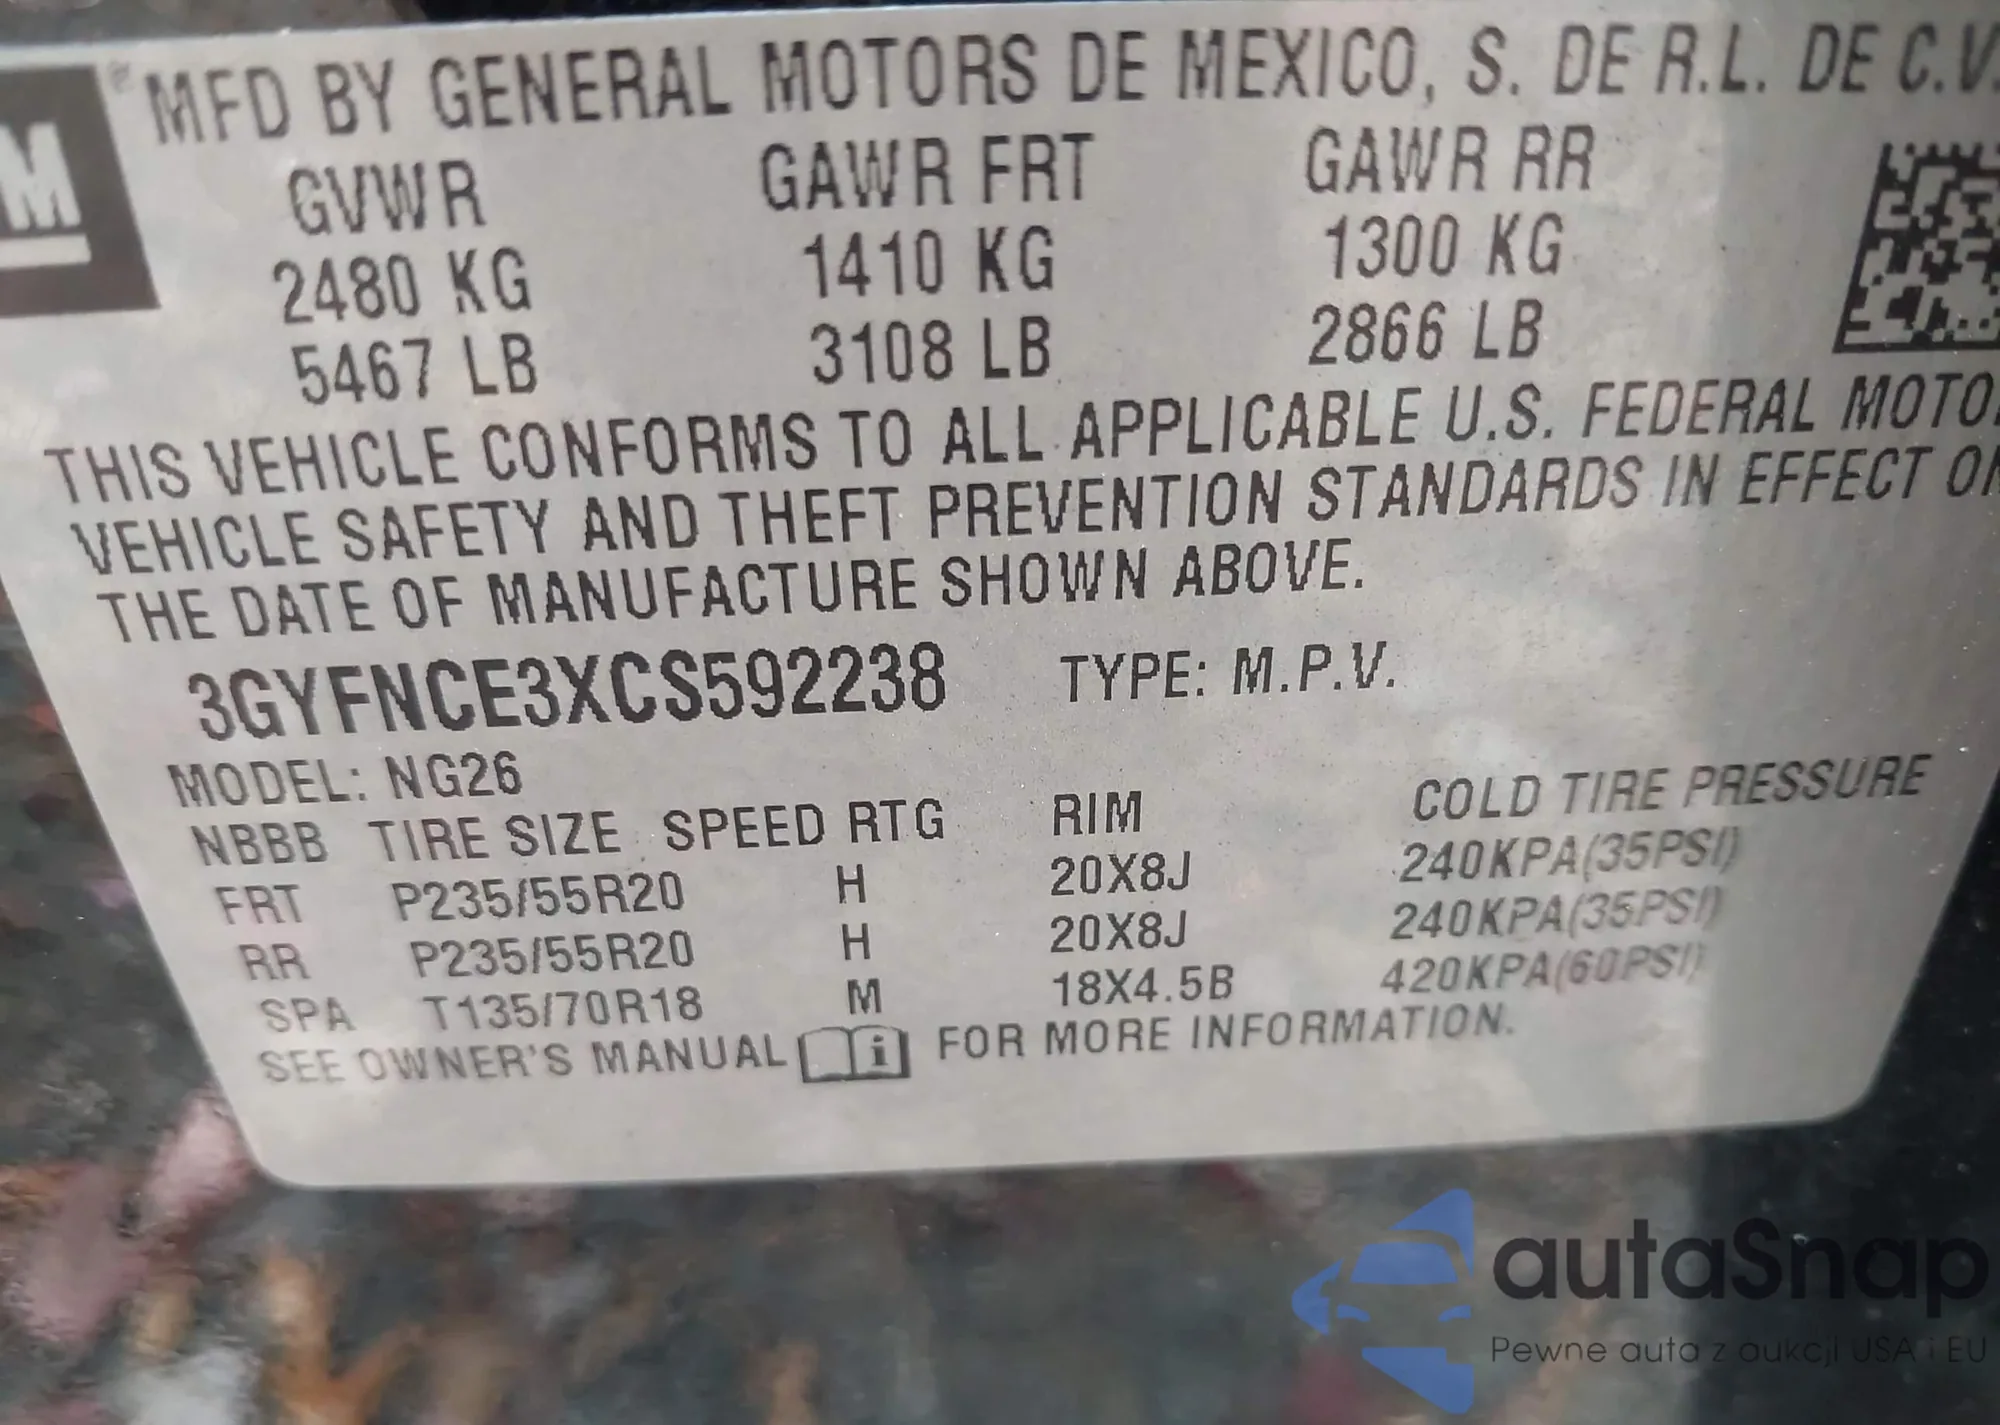 M ® MFD BY GENERAL MOTORS DE MEXICO, S. DE R.L. DE C.V.
GVWR GAWR FRT GAWR RR
2480 KG 1410 KG 1300 KG
5467 LB 3108 LB 2866 LB
THIS VEHICLE CONFORMS TO ALL APPLICABLE U.S. FEDERAL MOTO
VEHICLE SAFETY AND THEFT PREVENTION STANDARDS IN EFFECT ON
THE DATE OF MANUFACTURE SHOWN ABOVE.
3GYFNCE3XCS592238 TYPE: M.P.V.
MODEL: NG26
NBBB TIRE SIZE SPEED RTG RIM COLD TIRE PRESSURE
FRT P235/55R20 H 20X8J 240KPA(35PSI)
RR P235/55R20 H 20X8J 240KPA(35PSI)
SPA T135/70R18 M 18X4.5B 420KPA(60PSI)
SEE OWNER'S MANUAL i FOR MORE INFORMATION.
autaSnap
Pewne auta z aukcji USA i EU